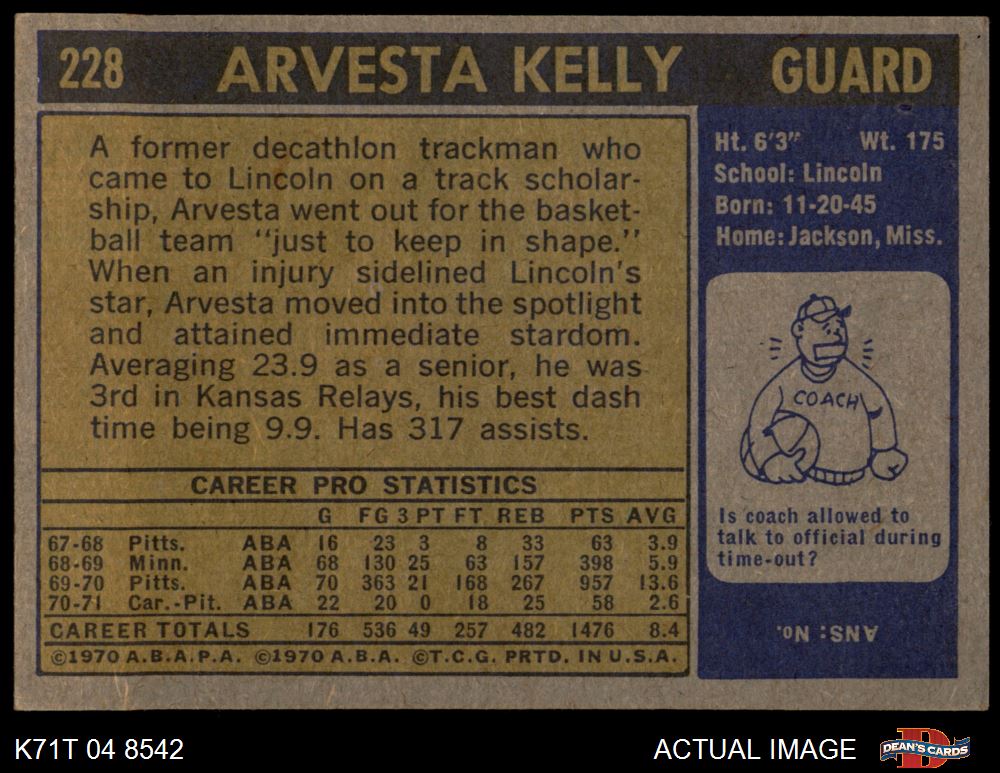 228 ARVESTA KELLY GUARD
A former decathlon trackman who
came to Lincoln on a track scholar-
ship, Arvesta went out for the basket-
ball team "just to keep in shape."
When an injury sidelined Lincoln's
star, Arvesta moved into the spotlight
and attained immediate stardom.
Averaging 23.9 as a senior, he was
3rd in Kansas Relays, his best dash
time being 9.9. Has 317 assists.
CAREER PRO STATISTICS
G FG 3 PT FT REB PTS AVG
67-68 Pitts. ABA 16 23 3 8 33 63 3.9
68-69 Minn. ABA 68 130 25 63 157 398 5.9
69-70 Pitts. ABA 70 363 21 168 267 957 13.6
70-71 Car.-Pit. ABA 22 20 0 18 25 58 2.6
CAREER TOTALS 176 536 49 257 482 1476 8.4
©1970 A.B.A.P.A. ©1970 A.B.A. ©T.C.G. PRTD. IN U.S.A.
Ht. 6'3" Wt. 175
School: Lincoln
Born: 11-20-45
Home: Jackson, Miss.
COACH
Is coach allowed to
talk to official during
time-out?
ANS: No.
K71T 04 8542 ACTUAL IMAGE
DEAN'S CARDS